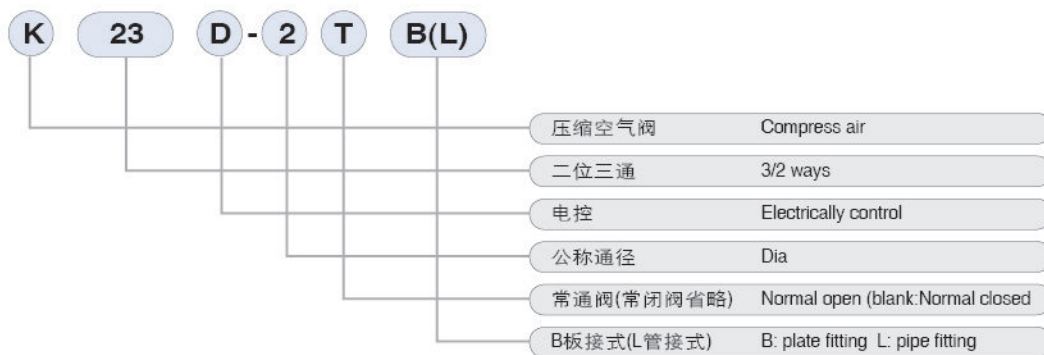 K 23 D - 2 T B(L)
压缩空气阀 Compress air
二位三通 3/2 ways
电控 Electrically control
公称通径 Dia
常通阀(常闭阀省略) Normal open (blank:Normal closed
B板接式(L管接式) B: plate fitting L: pipe fitting